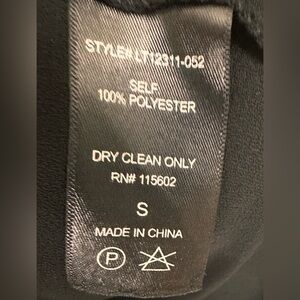 STYLE# LT12311-052
SELF
100% POLYESTER
DRY CLEAN ONLY
RN# 115602
S
MADE IN CHINA
P